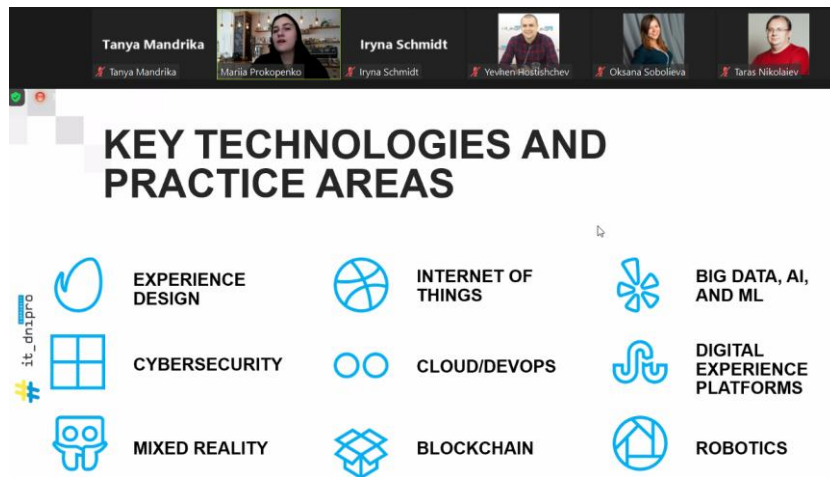 Tanya Mandrika
Iryna Schmidt
Tanya Mandrika
Mariia Prokopenko
Iryna Schmidt
Yevhen Hostishchev
Oksana Sobolieva
Taras Nikolaiev
KEY TECHNOLOGIES AND
PRACTICE AREAS
EXPERIENCE
DESIGN
INTERNET OF
THINGS
BIG DATA, AI,
AND ML
CYBERSECURITY
CLOUD/DEVOPS
DIGITAL
EXPERIENCE
PLATFORMS
MIXED REALITY
BLOCKCHAIN
ROBOTICS
it_dnipro